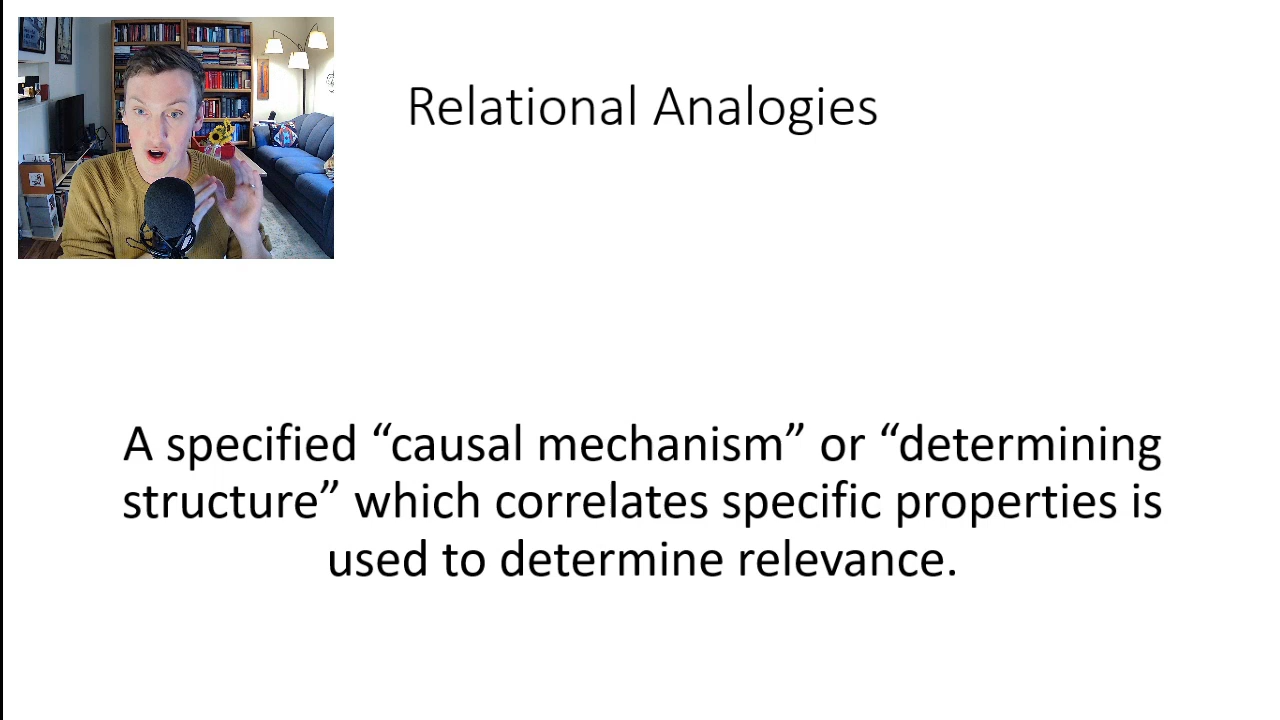 Relational Analogies
A specified “causal mechanism” or “determining
structure” which correlates specific properties is
used to determine relevance.